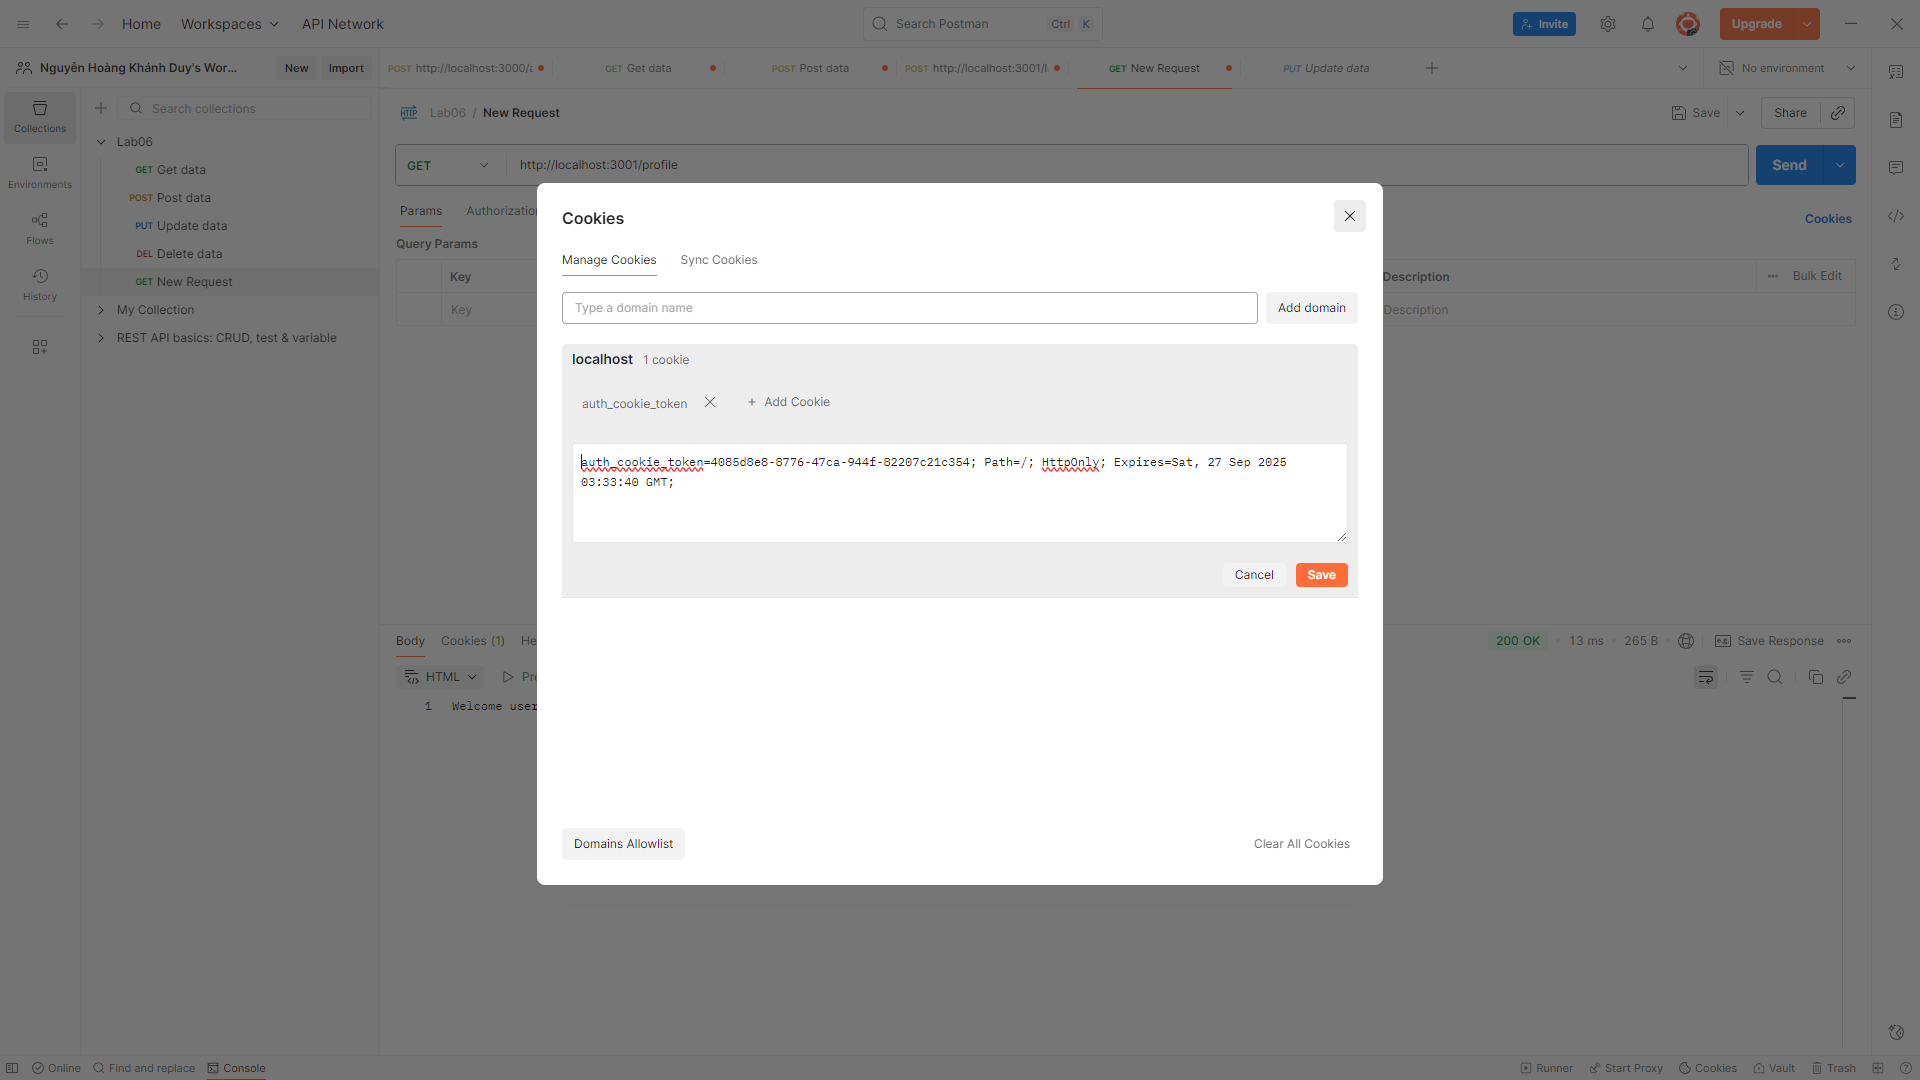 Home
Workspaces
API Network
Search Postman
Ctrl
K
Invite
Upgrade
Nguyễn Hoàng Khánh Duy's Wor...
New
Import
POST http://localhost:3000/
GET Get data
POST Post data
POST http://localhost:3001/l
GET New Request
PUT Update data
No environment
Collections
Environments
Flows
History
Search collections
Lab06
GET Get data
POST Post data
PUT Update data
DEL Delete data
GET New Request
My Collection
REST API basics: CRUD, test & variable
HTTP Lab06 / New Request
Save
Share
GET
http://localhost:3001/profile
Send
Params
Authorization
Cookies
Query Params
Key
Description
Bulk Edit
Key
Description
Cookies
Manage Cookies
Sync Cookies
Type a domain name
Add domain
localhost 1 cookie
auth_cookie_token
+ Add Cookie
auth_cookie_token=4085d8e8-8776-47ca-944f-82207c21c354; Path=/; HttpOnly; Expires=Sat, 27 Sep 2025
03:33:40 GMT;
Cancel
Save
Domains Allowlist
Clear All Cookies
Body
Cookies (1)
He
200 OK
13 ms
265 B
Save Response
HTML
Pre
1 Welcome user
Online
Find and replace
Console
Runner
Start Proxy
Cookies
Vault
Trash